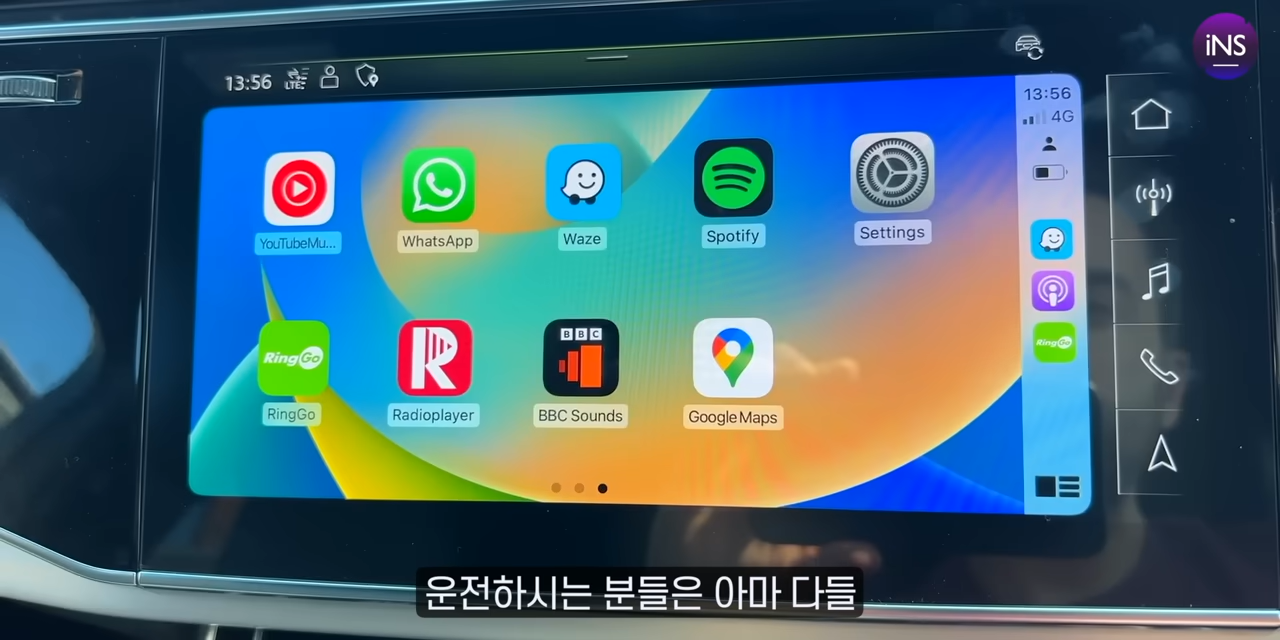 iNS
13:56 LTE
13:56
4G
YouTubeMu...
WhatsApp
Waze
Spotify
Settings
RingGo
RingGo
RingGo
R
BBC
Radioplayer
BBC Sounds
Google Maps
운전하시는 분들은 아마 다들